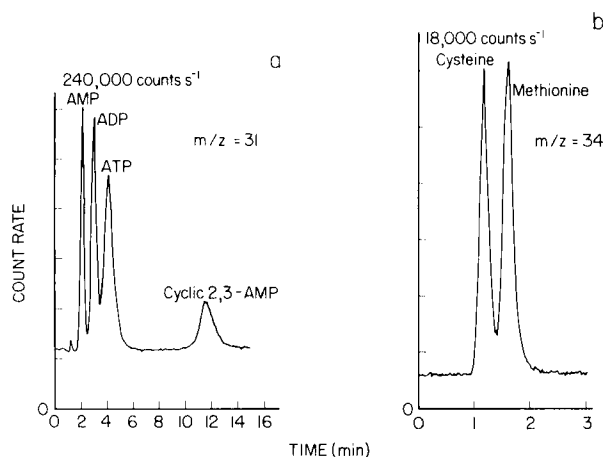 a
240,000 counts s⁻¹
AMP
ADP
ATP
m/z = 31
Cyclic 2,3-AMP
COUNT RATE
0
0 2 4 6 8 10 12 14 16
b
18,000 counts s⁻¹
Cysteine
Methionine
m/z = 34
0
0 1 2 3
TIME (min)